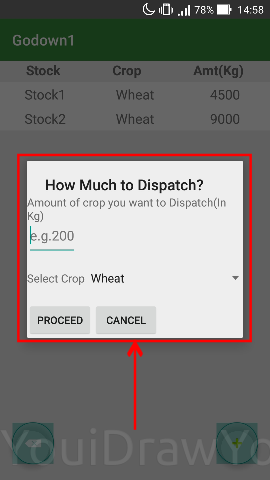 78% 14:58
Godown1
Stock Crop Amt(Kg)
Stock1 Wheat 4500
Stock2 Wheat 9000
How Much to Dispatch?
Amount of crop you want to Dispatch(In
Kg)
e.g.200
Select Crop Wheat
PROCEED CANCEL
YouiDrawYo